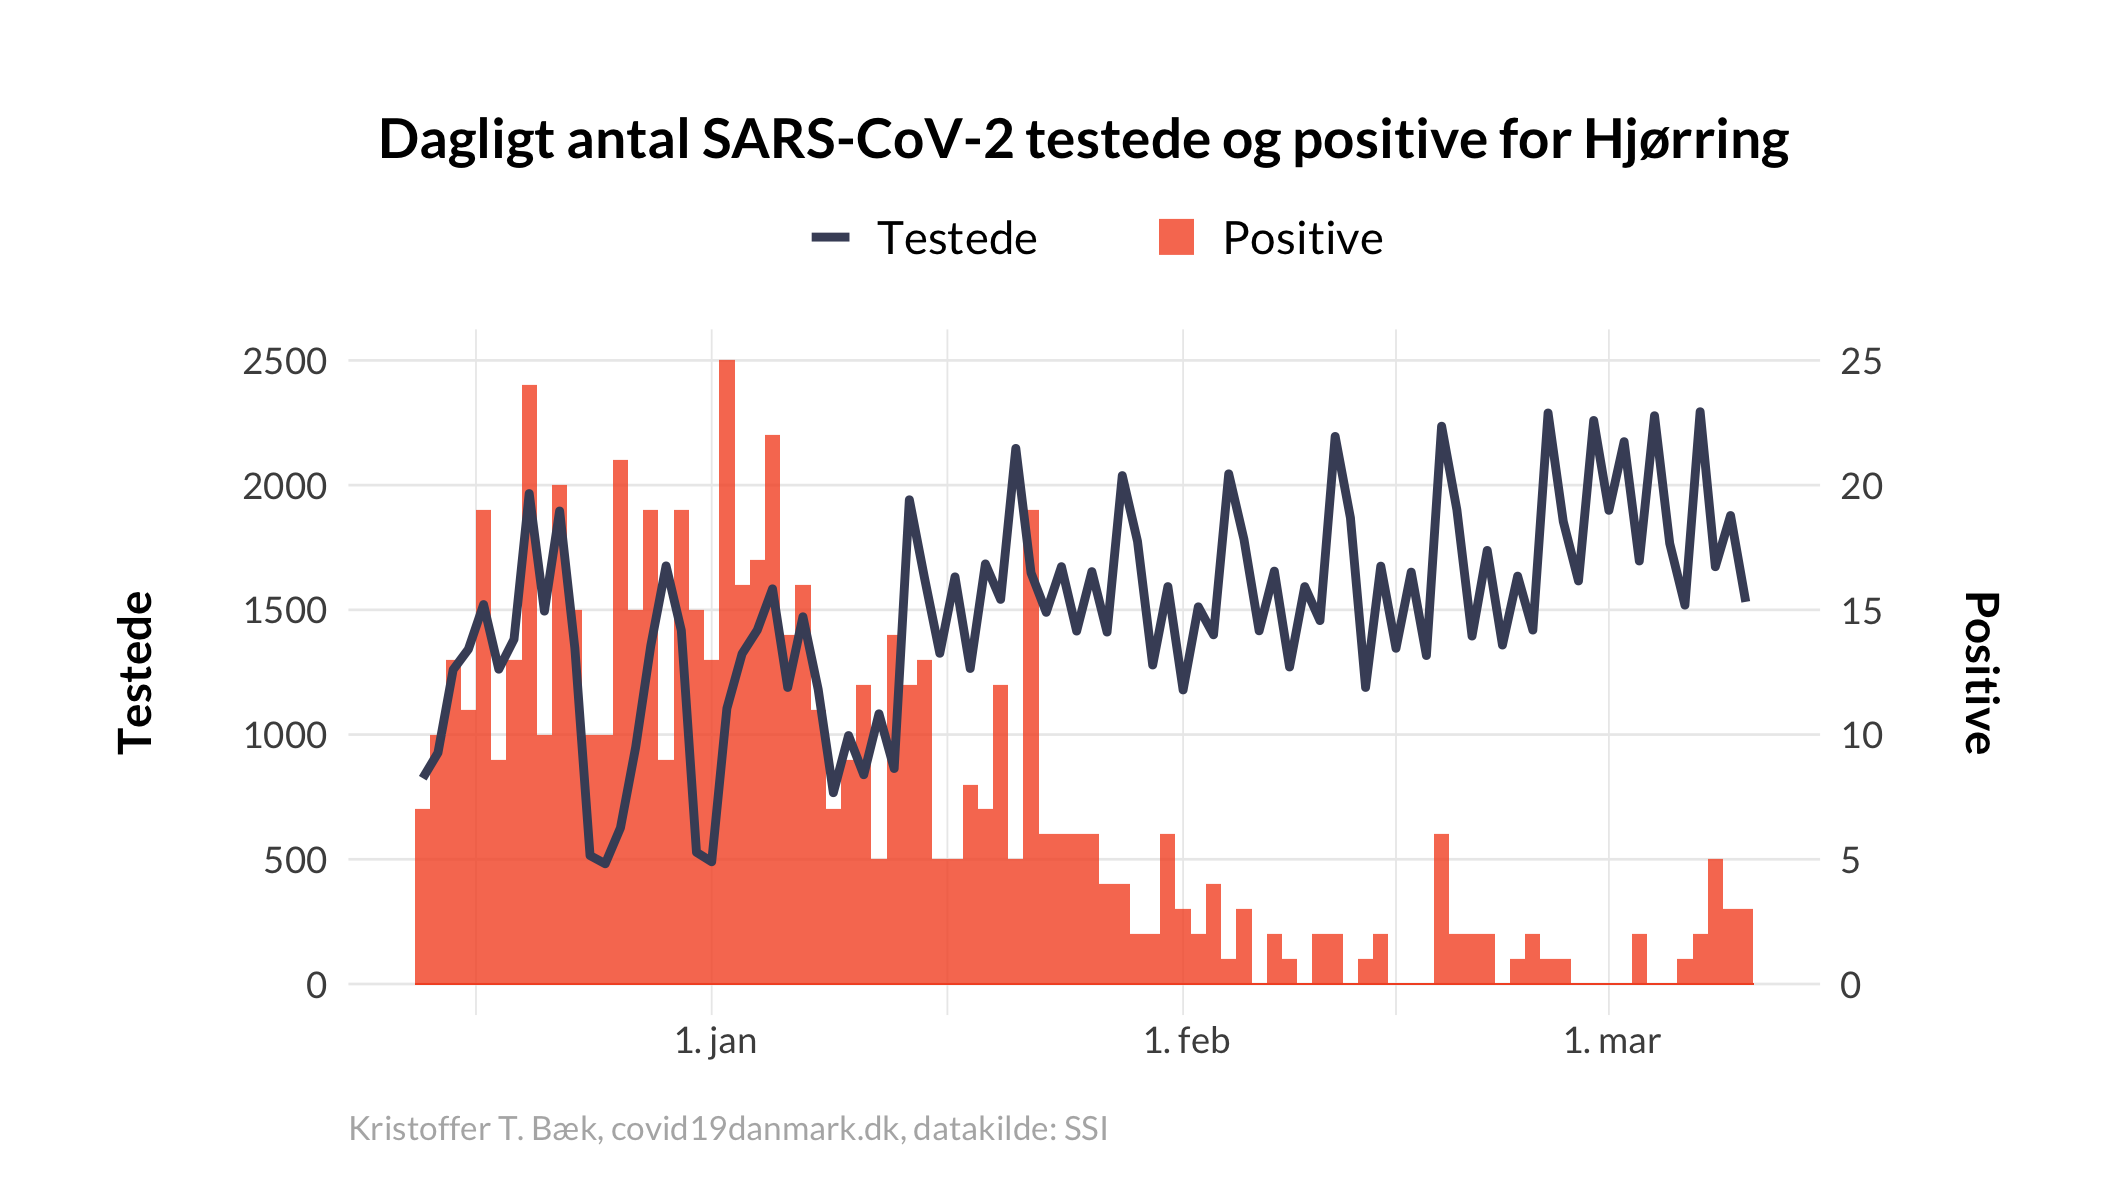 Dagligt antal SARS-CoV-2 testede og positive for Hjørring
Testede Positive
2500 25
2000 20
1500 15
1000 10
500 5
0 0
Testede
Positive
1. jan 1. feb 1. mar
Kristoffer T. Bæk, covid19danmark.dk, datakilde: SSI